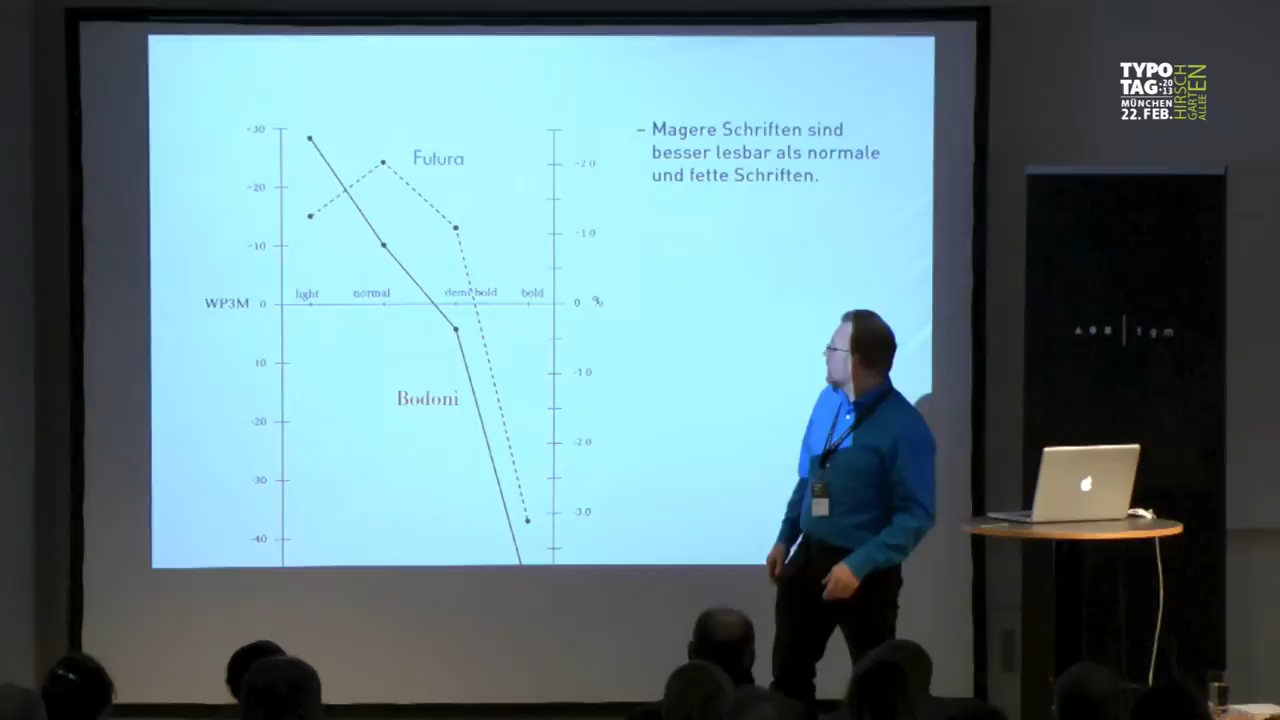 TYPO
TAG:2013
MÜNCHEN
22. FEB.
HIRSCH
GARTEN
ALLEE
– Magere Schriften sind
besser lesbar als normale
und fette Schriften.
Futura
Bodoni
light normal demi bold bold
WP3M 0
0 %
+30
+20
+10
10
-20
30
-40
+2.0
+1.0
-1.0
-2.0
-3.0
tgm